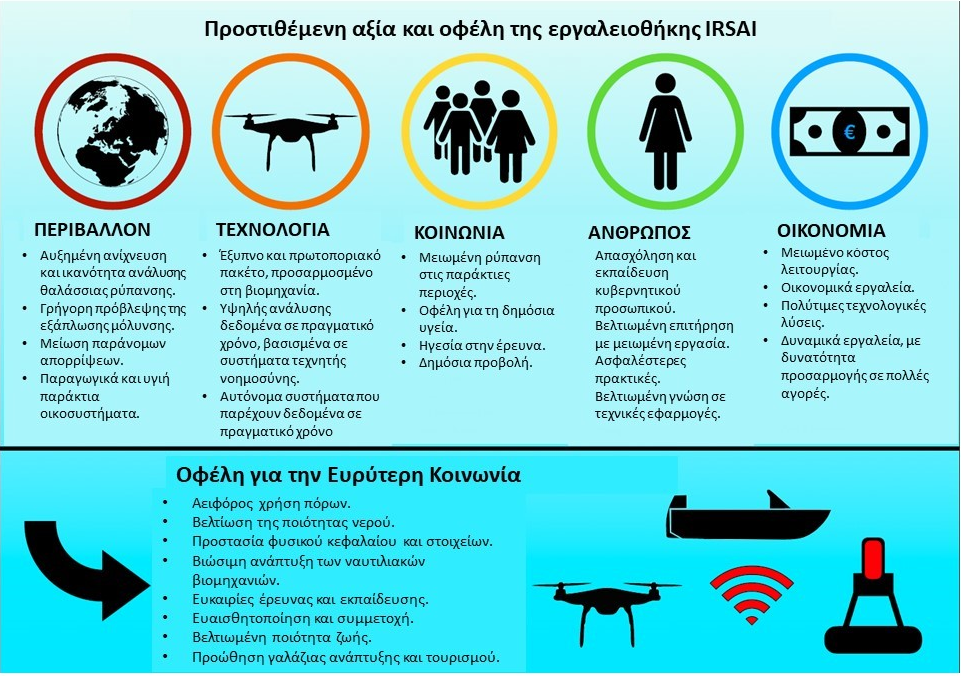 Προστιθέμενη αξία και οφέλη της εργαλειοθήκης IRSAI
ΠΕΡΙΒΑΛΛΟΝ
• Αυξημένη ανίχνευση
και ικανότητα ανάλυσης
θαλάσσιας ρύπανσης.
• Γρήγορη πρόβλεψης της
εξάπλωσης μόλυνσης.
• Μείωση παράνομων
απορρίψεων.
• Παραγωγικά και υγιή
παράκτια
οικοσυστήματα.
ΤΕΧΝΟΛΟΓΙΑ
• Έξυπνο και πρωτοποριακό
πακέτο, προσαρμοσμένο
στη βιομηχανία.
• Υψηλής ανάλυσης
δεδομένα σε πραγματικό
χρόνο, βασισμένα σε
συστήματα τεχνητής
νοημοσύνης.
• Αυτόνομα συστήματα που
παρέχουν δεδομένα σε
πραγματικό χρόνο
ΚΟΙΝΩΝΙΑ
• Μειωμένη ρύπανση
στις παράκτιες
περιοχές.
• Οφέλη για τη δημόσια
υγεία.
• Ηγεσία στην έρευνα.
• Δημόσια προβολή.
ΑΝΘΡΩΠΟΣ
Απασχόληση και
εκπαίδευση
κυβερνητικού
προσωπικού.
Βελτιωμένη επιτήρηση
με μειωμένη εργασία.
Ασφαλέστερες
πρακτικές.
Βελτιωμένη γνώση σε
τεχνικές εφαρμογές.
€
ΟΙΚΟΝΟΜΙΑ
• Μειωμένο κόστος
λειτουργίας.
• Οικονομικά εργαλεία.
• Πολύτιμες τεχνολογικές
λύσεις.
• Δυναμικά εργαλεία, με
δυνατότητα
προσαρμογής σε πολλές
αγορές.
Οφέλη για την Ευρύτερη Κοινωνία
• Αειφόρος χρήση πόρων.
• Βελτίωση της ποιότητας νερού.
• Προστασία φυσικού κεφαλαίου και στοιχείων.
• Βιώσιμη ανάπτυξη των ναυτιλιακών
βιομηχανιών.
• Ευκαιρίες έρευνας και εκπαίδευσης.
• Ευαισθητοποίηση και συμμετοχή.
• Βελτιωμένη ποιότητα ζωής.
• Προώθηση γαλάζιας ανάπτυξης και τουρισμού.